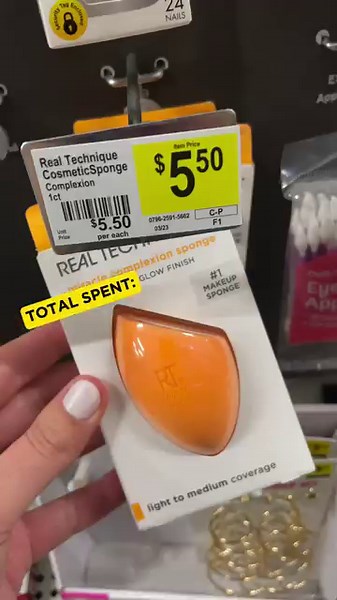 24
NAILS
Real Technique
CosmeticSponge
Complexion
1ct
Item Price
$5.50
Unit
Price
$5.50
per each
0796-2591-5662
03/23
C-P
F1
REAL TECH
miracle complexion sponge
GLOW FINISH
#1
MAKEUP
SPONGE
TOTAL SPENT:
RT
light to medium coverage
Eye
App